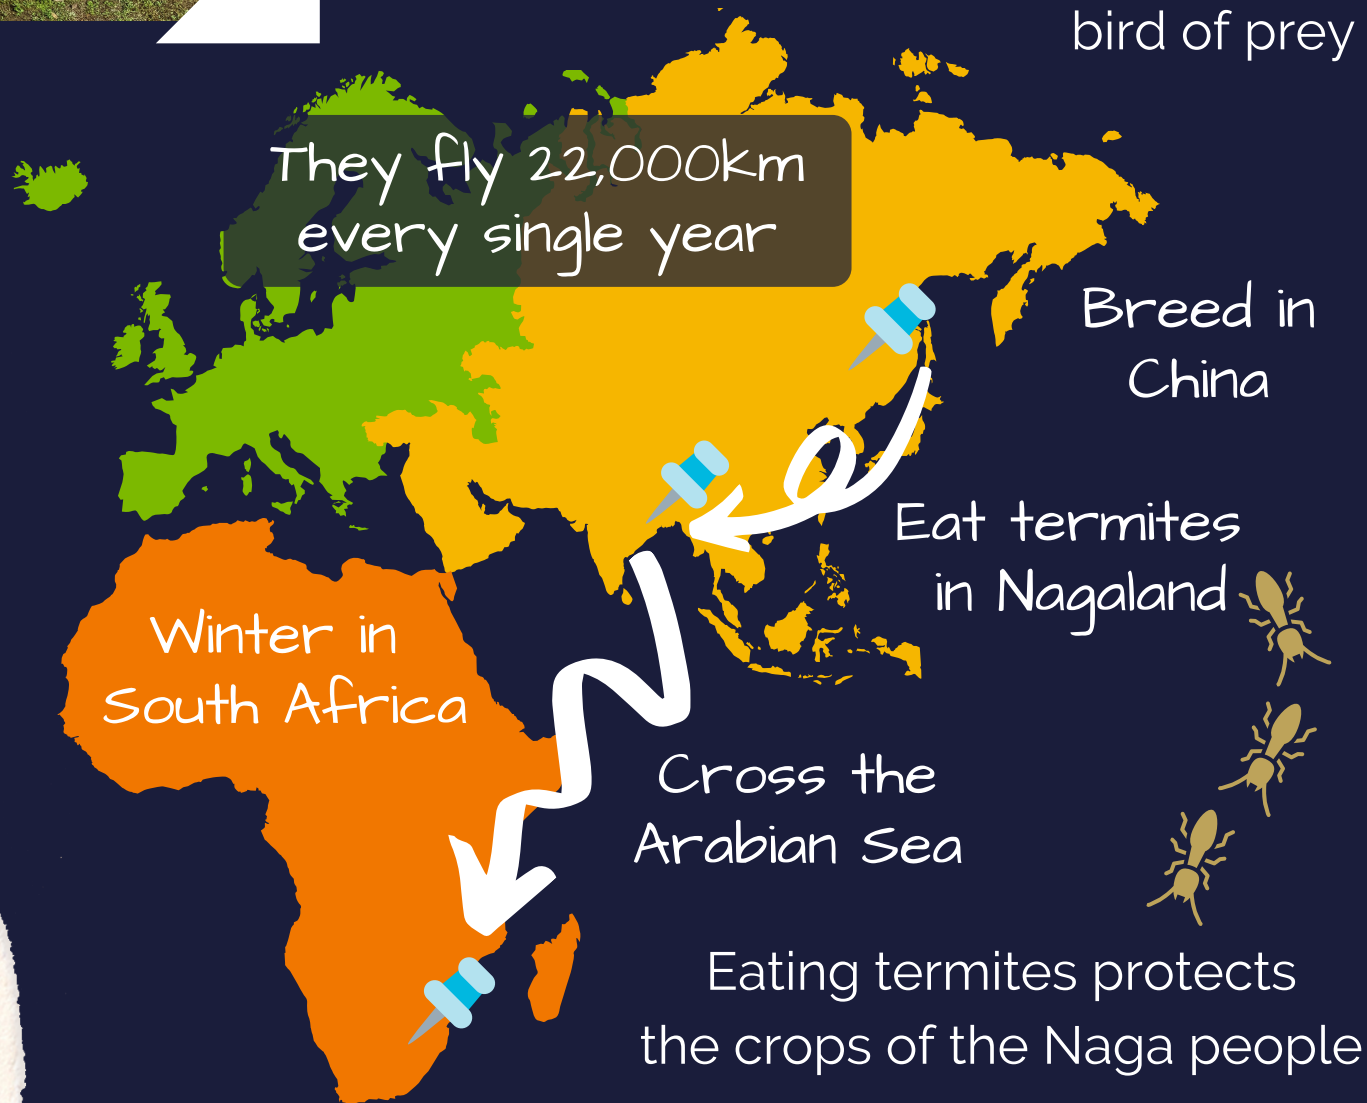 bird of prey
They fly 22,000km
every single year
Breed in
China
Eat termites
in Nagaland
Winter in
South Africa
Cross the
Arabian Sea
Eating termites protects
the crops of the Naga people